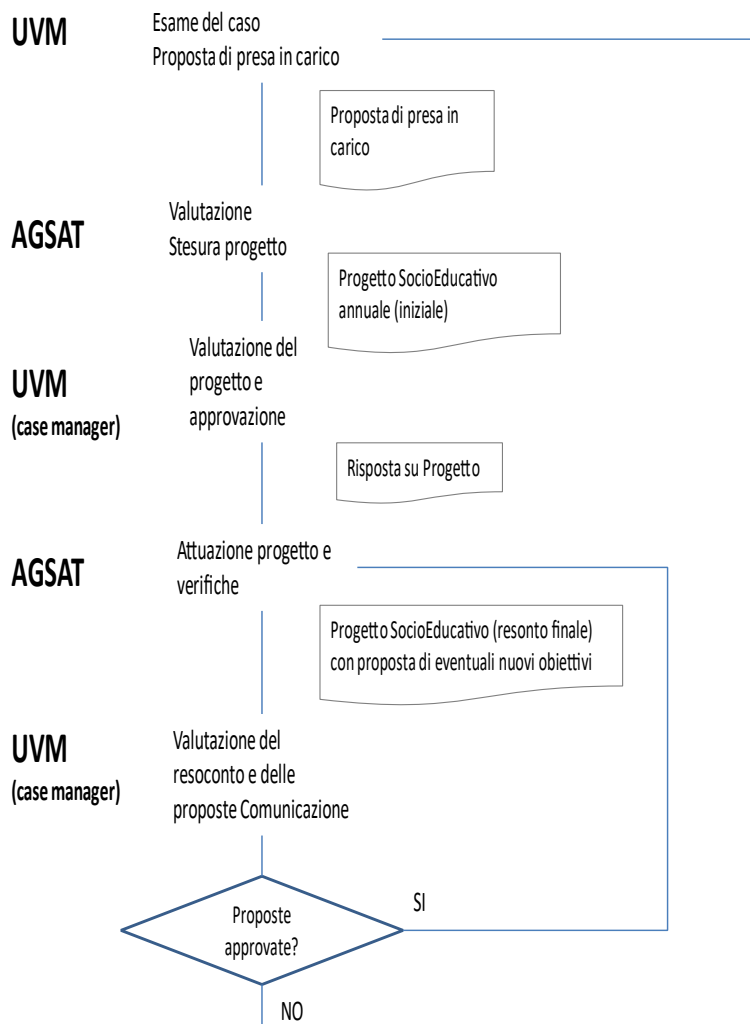 UVM
Esame del caso
Proposta di presa in carico
Proposta di presa in
carico
AGSAT
Valutazione
Stesura progetto
Progetto SocioEducativo
annuale (iniziale)
UVM
(case manager)
Valutazione del
progetto e
approvazione
Risposta su Progetto
AGSAT
Attuazione progetto e
verifiche
Progetto SocioEducativo (resonto finale)
con proposta di eventuali nuovi obiettivi
UVM
(case manager)
Valutazione del
resoconto e delle
proposte Comunicazione
Proposte
approvate?
SI
NO